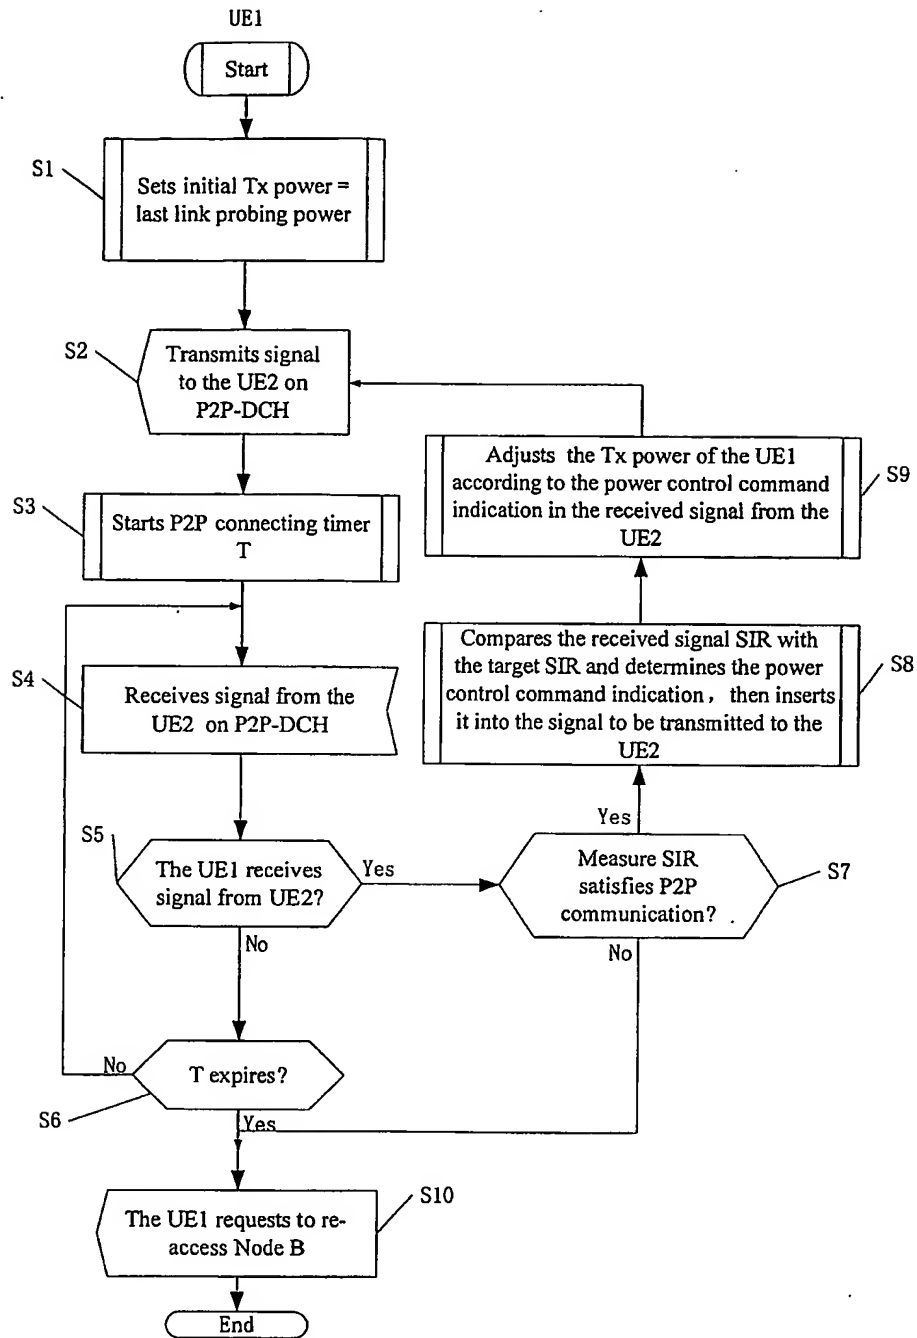 UE1
Start
S1
Sets initial Tx power =
last link probing power
S2
Transmits signal
to the UE2 on
P2P-DCH
S3
Starts P2P connecting timer
T
S4
Receives signal from the
UE2 on P2P-DCH
S5
The UE1 receives
signal from UE2?
Yes
No
No
T expires?
S6
Yes
S10
The UE1 requests to re-
access Node B
End
Adjusts the Tx power of the UE1
according to the power control command
indication in the received signal from the
UE2
S9
Compares the received signal SIR with
the target SIR and determines the power
control command indication, then inserts
it into the signal to be transmitted to the
UE2
S8
Yes
Measure SIR
satisfies P2P
communication?
S7
No